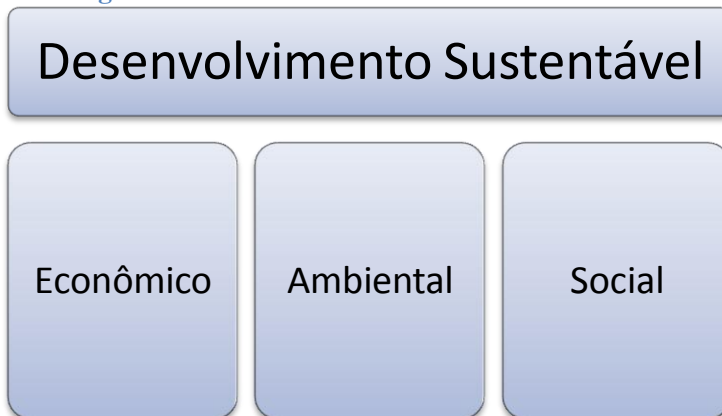 Desenvolvimento Sustentável
Econômico
Ambiental
Social